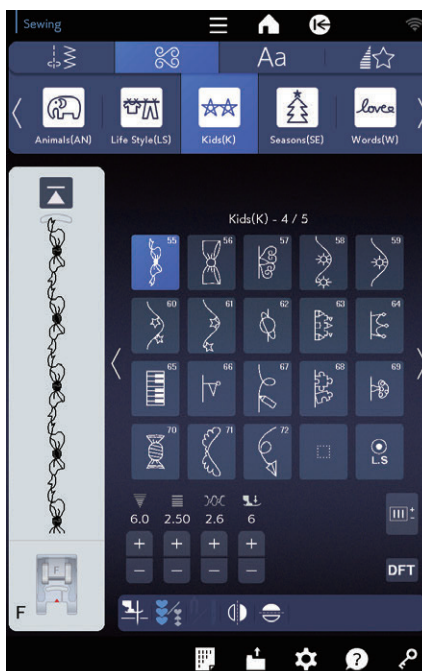 Sewing
Aa
love
Animals(AN) Life Style(LS) Kids(K) Seasons(SE) Words(W)
Kids(K) - 4 / 5
55 56 57 58 59
60 61 62 63 64
65 66 67 68 69
70 71 72
L.S
6.0 2.50 2.6 6
+ + + +
− − − −
DFT
F
F
?